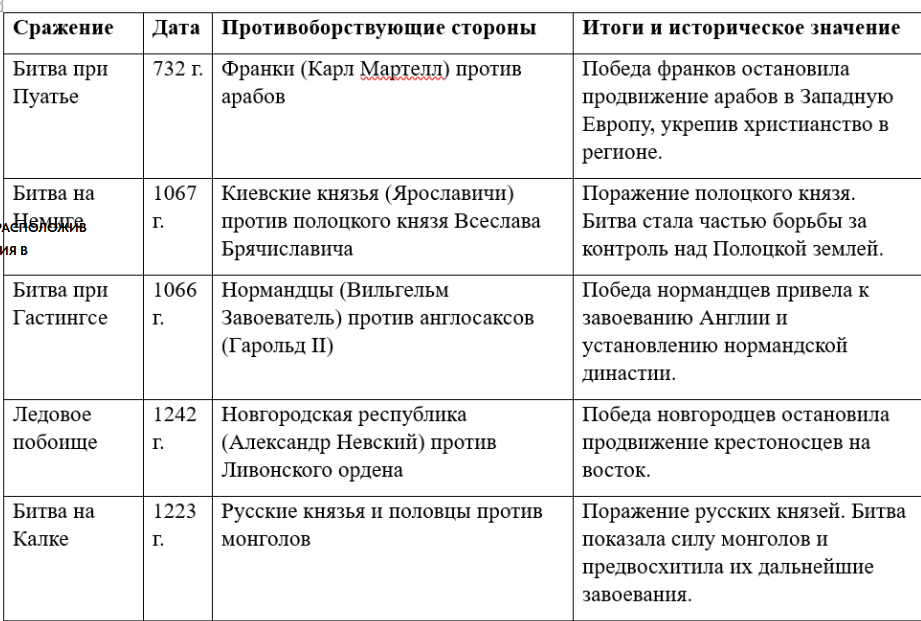 Сражение Дата Противоборствующие стороны Итоги и историческое значение
Битва при 732 г. Франки (Карл Мартелл) против Победа франков остановила
Пуатье арабов продвижение арабов в Западную
Европу, укрепив христианство в
регионе.
Битва на 1067 Киевские князья (Ярославичи) Поражение полоцкого князя.
Немиге г. против полоцкого князя Всеслава Битва стала частью борьбы за
РАСПОЛОЖИВ
Брячиславича контроль над Полоцкой землей.
ИЯ В
Битва при 1066 Нормандцы (Вильгельм Победа нормандцев привела к
Гастингсе г. Завоеватель) против англосаксов завоеванию Англии и
(Гарольд II) установлению нормандской
династии.
Ледовое 1242 Новгородская республика Победа новгородцев остановила
побоище г. (Александр Невский) против продвижение крестоносцев на
Ливонского ордена восток.
Битва на 1223 Русские князья и половцы против Поражение русских князей. Битва
Калке г. монголов показала силу монголов и
предвосхитила их дальнейшие
завоевания.